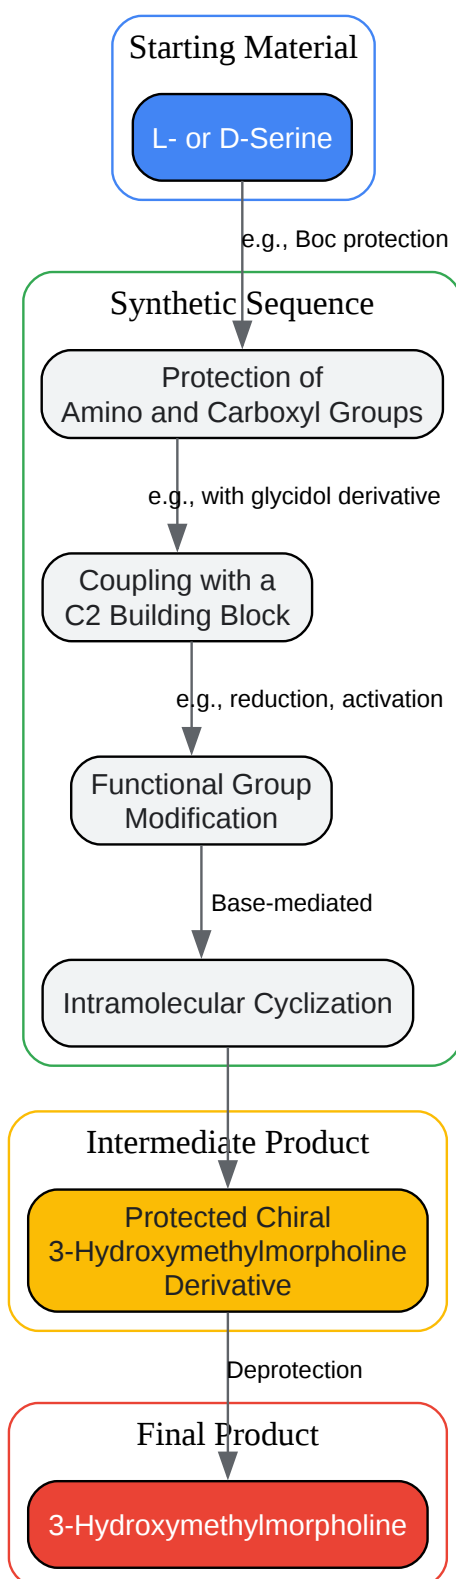 Starting Material
L- or D-Serine
e.g., Boc protection
Synthetic Sequence
Protection of
Amino and Carboxyl Groups
e.g., with glycidol derivative
Coupling with a
C2 Building Block
e.g., reduction, activation
Functional Group
Modification
Base-mediated
Intramolecular Cyclization
Intermediate Product
Protected Chiral
3-Hydroxymethylmorpholine
Derivative
Deprotection
Final Product
3-Hydroxymethylmorpholine